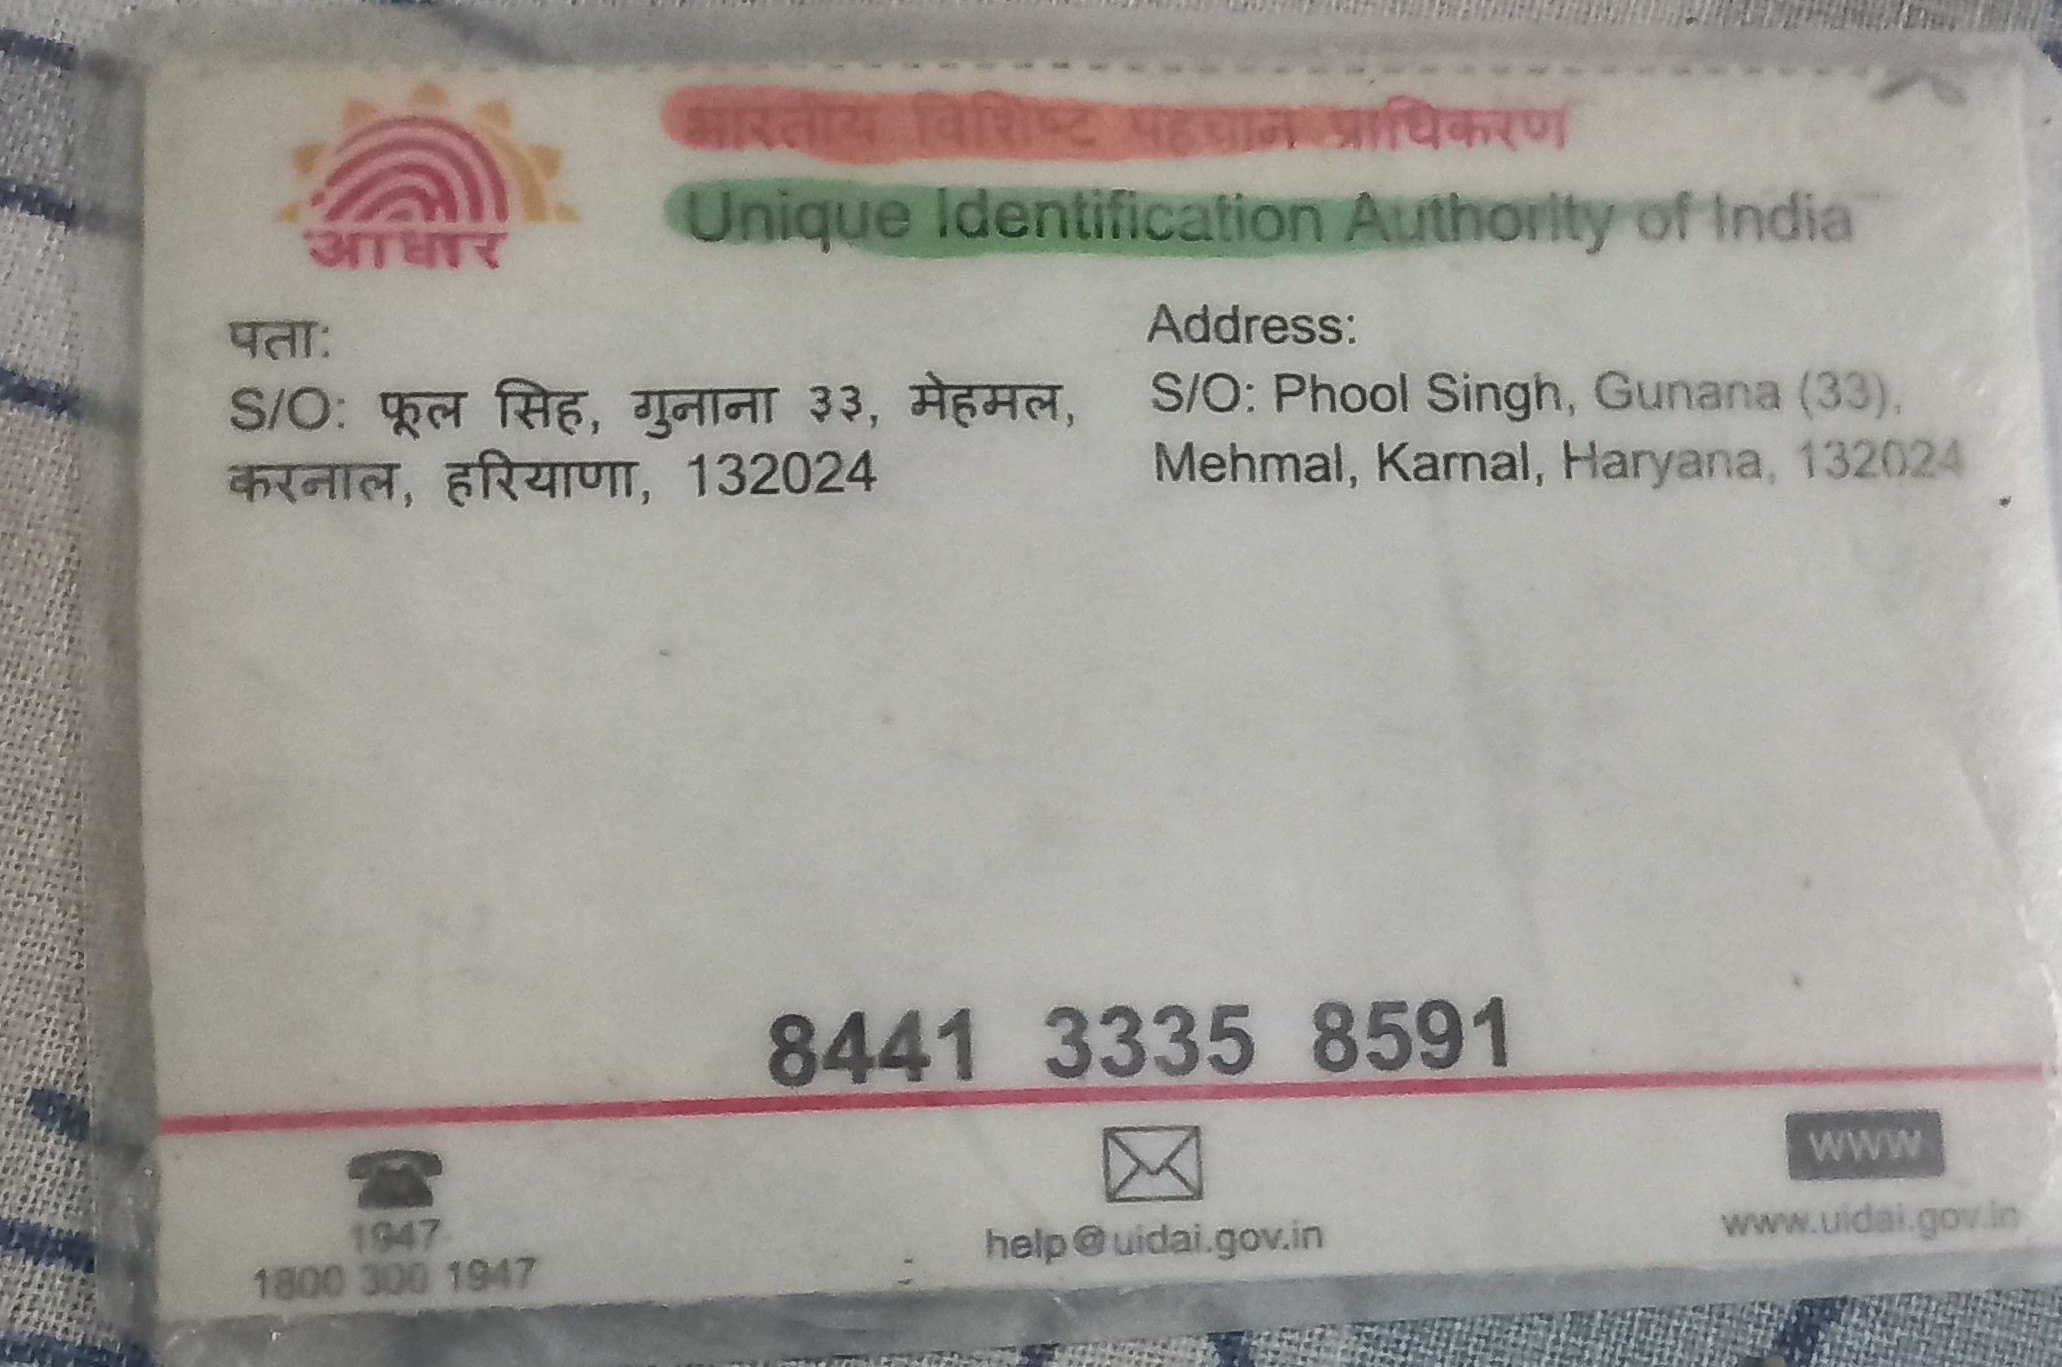 आधार
भारतीय विशिष्ट पहचान प्राधिकरण
Unique Identification Authority of India
पता:
S/O: फूल सिंह, गुनाना ३३, मेहमल,
करनाल, हरियाणा, 132024
Address:
S/O: Phool Singh, Gunana (33),
Mehmal, Karnal, Haryana, 132024
8441 3335 8591
1947
1800 300 1947
help@uidai.gov.in
WWW
www.uidai.gov.in